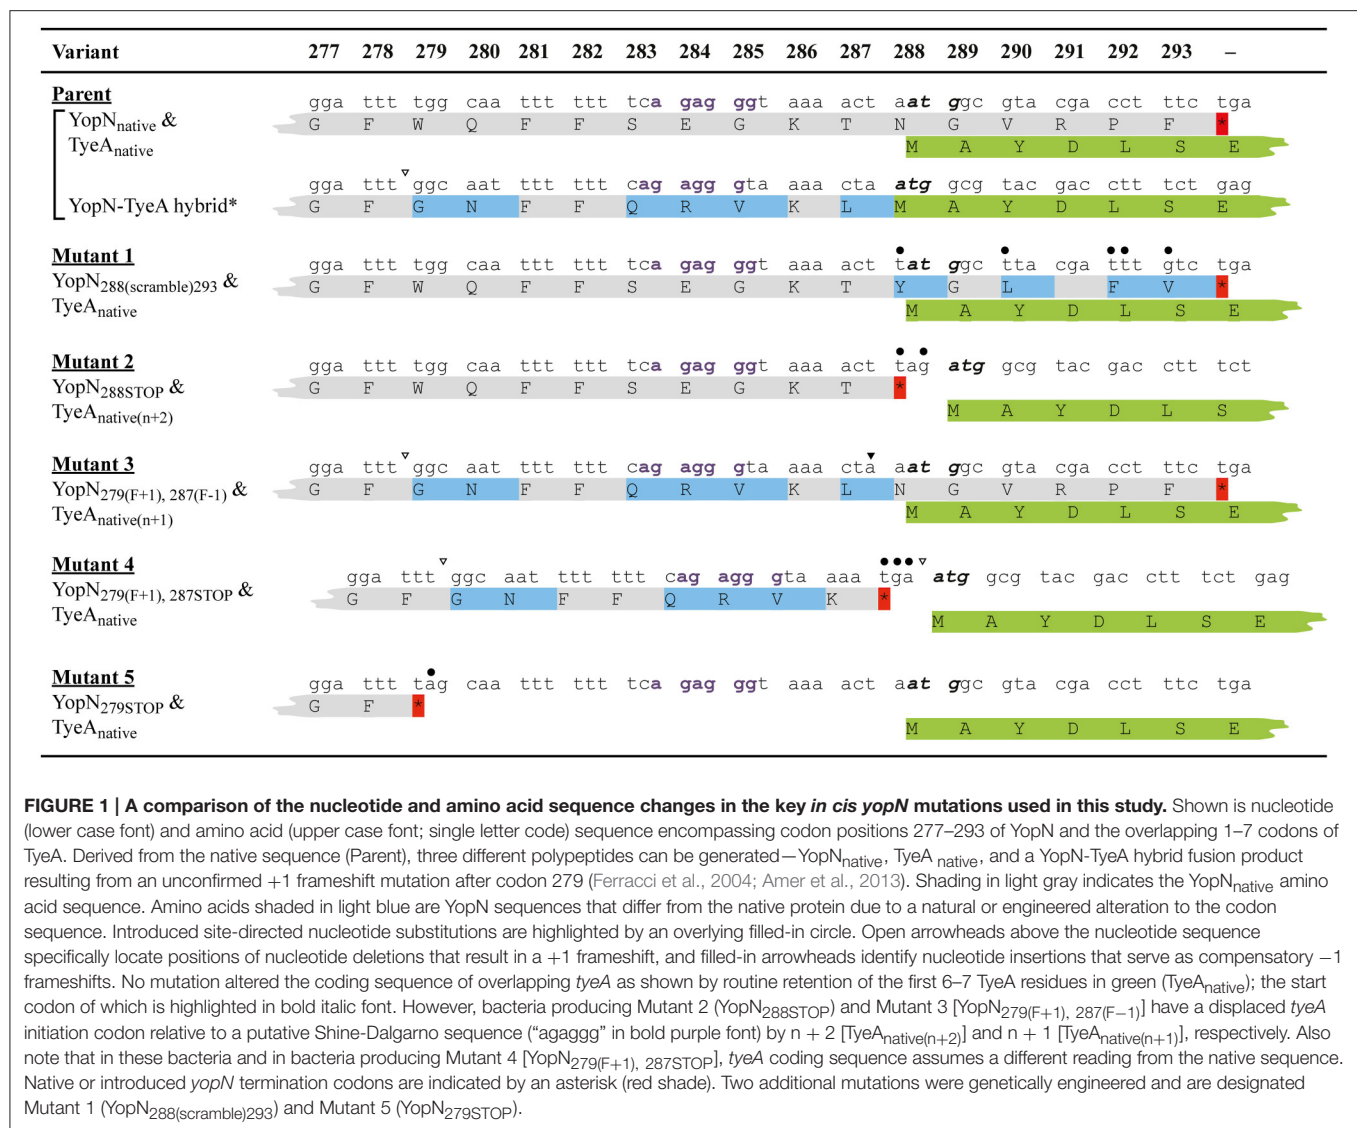 Variant 277 278 279 280 281 282 283 284 285 286 287 288 289 290 291 292 293 –
Parent
gga ttt tgg caa ttt ttt tca gag ggt aaa act aat ggc gta cga cct ttc tga
YopNnative & G F W Q F F S E G K T N G V R P F *
TyeAnative M A Y D L S E
gga ttt ggc aat ttt ttc cag agg gta aaa cta atg gcg tac gac ctt tct gag
YopN-TyeA hybrid* G F G N F F Q R V K L M A Y D L S E
Mutant 1
gga ttt tgg caa ttt ttt tca gag ggt aaa act tat ggc tta cga ttt gtc tga
YopN288(scramble)293 & G F W Q F F S E G K T Y G L F V *
TyeAnative M A Y D L S E
Mutant 2
gga ttt tgg caa ttt ttt tca gag ggt aaa act tag atg gcg tac gac ctt tct
YopN288STOP & G F W Q F F S E G K T *
TyeAnative(n+2) M A Y D L S
Mutant 3
gga ttt ggc aat ttt ttc cag agg gta aaa cta aat ggc gta cga cct ttc tga
YopN279(F+1), 287(F-1) & G F G N F F Q R V K L N G V R P F *
TyeAnative(n+1) M A Y D L S E
Mutant 4
gga ttt ggc aat ttt ttt cag agg gta aaa tga atg gcg tac gac ctt tct gag
YopN279(F+1), 287STOP & G F G N F F Q R V K *
TyeAnative M A Y D L S E
Mutant 5
gga ttt tag caa ttt ttt tca gag ggt aaa act aat ggc gta cga cct ttc tga
YopN279STOP & G F *
TyeAnative M A Y D L S E
FIGURE 1 | A comparison of the nucleotide and amino acid sequence changes in the key in cis yopN mutations used in this study. Shown is nucleotide
(lower case font) and amino acid (upper case font; single letter code) sequence encompassing codon positions 277–293 of YopN and the overlapping 1–7 codons of
TyeA. Derived from the native sequence (Parent), three different polypeptides can be generated—YopNnative, TyeA native, and a YopN-TyeA hybrid fusion product
resulting from an unconfirmed +1 frameshift mutation after codon 279 (Ferracci et al., 2004; Amer et al., 2013). Shading in light gray indicates the YopNnative amino
acid sequence. Amino acids shaded in light blue are YopN sequences that differ from the native protein due to a natural or engineered alteration to the codon
sequence. Introduced site-directed nucleotide substitutions are highlighted by an overlying filled-in circle. Open arrowheads above the nucleotide sequence
specifically locate positions of nucleotide deletions that result in a +1 frameshift, and filled-in arrowheads identify nucleotide insertions that serve as compensatory −1
frameshifts. No mutation altered the coding sequence of overlapping tyeA as shown by routine retention of the first 6–7 TyeA residues in green (TyeAnative); the start
codon of which is highlighted in bold italic font. However, bacteria producing Mutant 2 (YopN288STOP) and Mutant 3 [YopN279(F+1), 287(F−1)] have a displaced tyeA
initiation codon relative to a putative Shine-Dalgarno sequence (“agaggg” in bold purple font) by n + 2 [TyeAnative(n+2)] and n + 1 [TyeAnative(n+1)], respectively. Also
note that in these bacteria and in bacteria producing Mutant 4 [YopN279(F+1), 287STOP], tyeA coding sequence assumes a different reading from the native sequence.
Native or introduced yopN termination codons are indicated by an asterisk (red shade). Two additional mutations were genetically engineered and are designated
Mutant 1 (YopN288(scramble)293) and Mutant 5 (YopN279STOP).